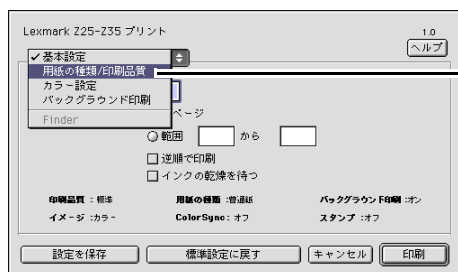 Lexmark Z25-Z35 プリント
1.0
ヘルプ
✓基本設定
用紙の種類/印刷品質
カラー設定
バックグラウンド印刷
Finder
ページ
範囲 から
逆順で印刷
インクの乾燥を待つ
印刷品質：標準 用紙の種類：普通紙 バックグラウンド印刷：オン
イメージ：カラー ColorSync：オフ スタンプ：オフ
設定を保存 標準設定に戻す キャンセル 印刷